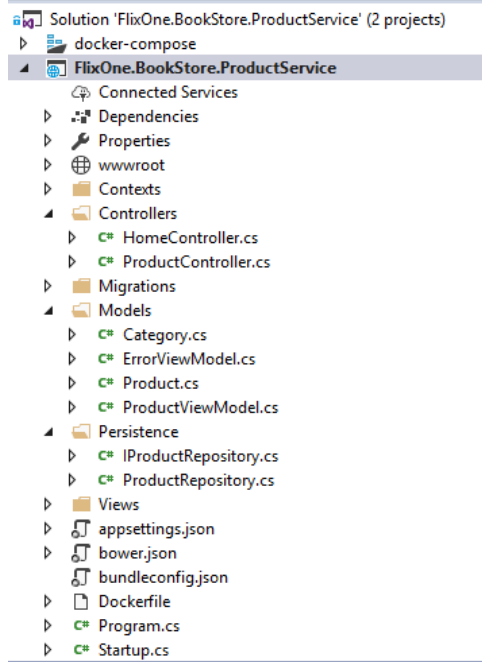 Solution 'FlixOne.BookStore.ProductService' (2 projects)
docker-compose
FlixOne.BookStore.ProductService
Connected Services
Dependencies
Properties
wwwroot
Contexts
Controllers
C# HomeController.cs
C# ProductController.cs
Migrations
Models
C# Category.cs
C# ErrorViewModel.cs
C# Product.cs
C# ProductViewModel.cs
Persistence
C# IProductRepository.cs
C# ProductRepository.cs
Views
appsettings.json
bower.json
bundleconfig.json
Dockerfile
C# Program.cs
C# Startup.cs